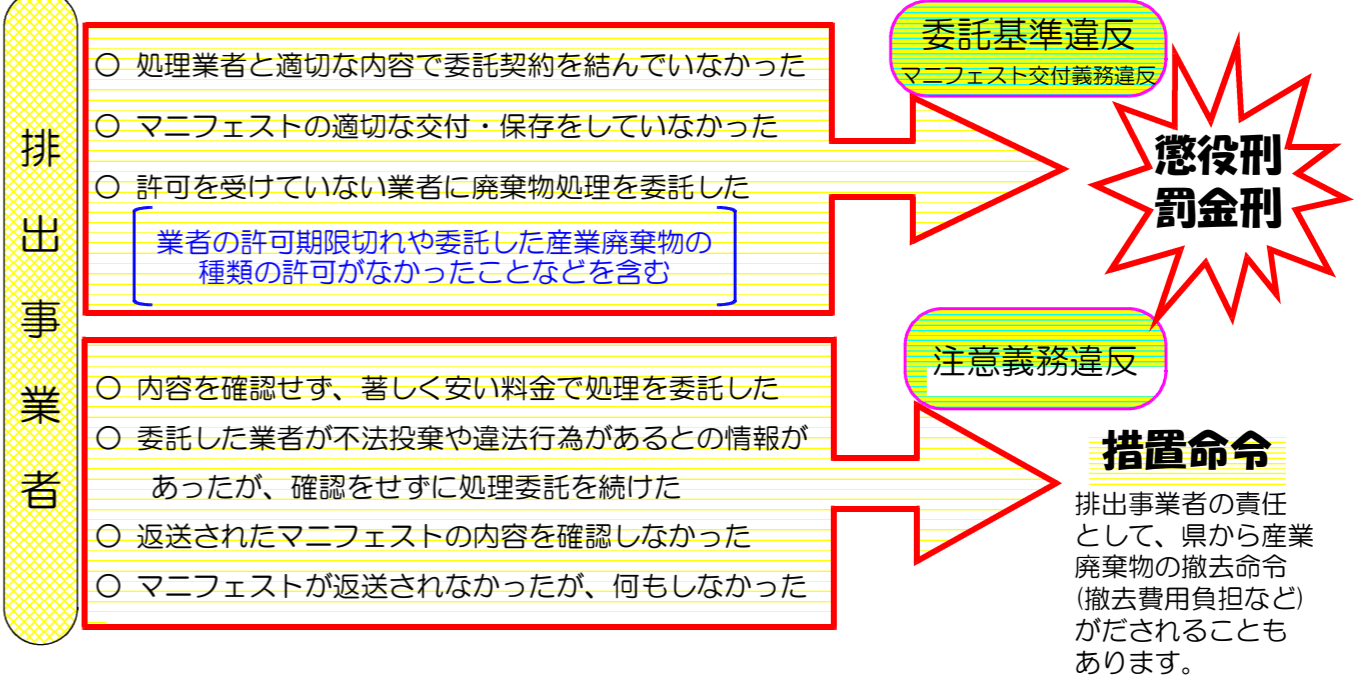 排出事業者
〇 処理業者と適切な内容で委託契約を結んでいなかった
〇 マニフェストの適切な交付・保存をしていなかった
〇 許可を受けていない業者に廃棄物処理を委託した
業者の許可期限切れや委託した産業廃棄物の
種類の許可がなかったことなどを含む
委託基準違反
マニフェスト交付義務違反
懲役刑
罰金刑
〇 内容を確認せず、著しく安い料金で処理を委託した
〇 委託した業者が不法投棄や違法行為があるとの情報が
あったが、確認をせずに処理委託を続けた
〇 返送されたマニフェストの内容を確認しなかった
〇 マニフェストが返送されなかったが、何もしなかった
注意義務違反
措置命令
排出事業者の責任
として、県から産業
廃棄物の撤去命令
(撤去費用負担など)
がだされることも
あります。